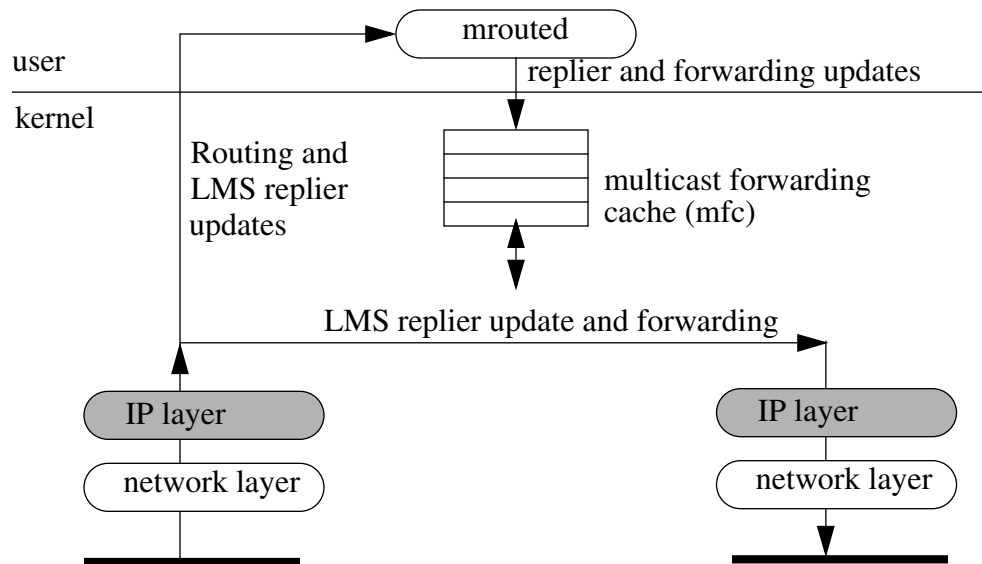 mrouted
user
replier and forwarding updates
kernel
Routing and
LMS replier
updates
multicast forwarding
cache (mfc)
LMS replier update and forwarding
IP layer
IP layer
network layer
network layer